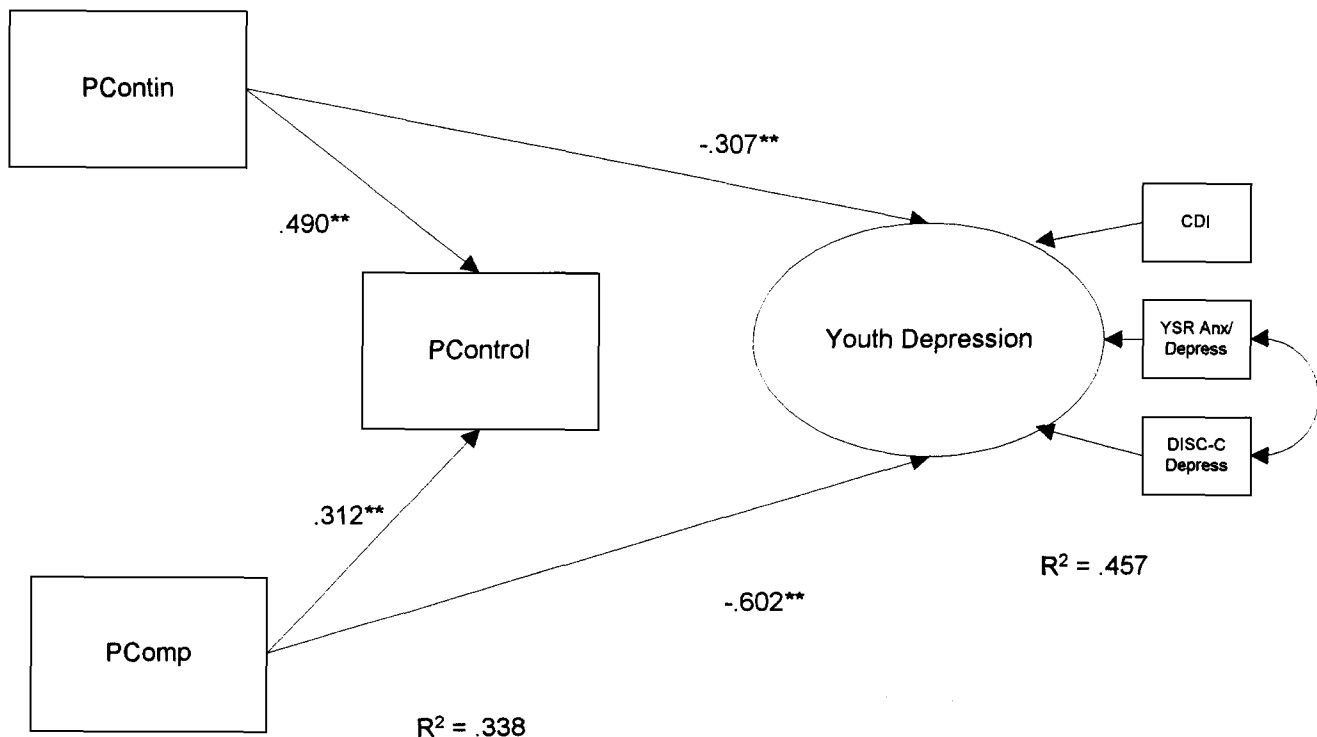 PContin
-.307**
.490**
CDI
PControl
Youth Depression
YSR Anx/
Depress
DISC-C
Depress
.312**
R² = .457
-.602**
PComp
R² = .338